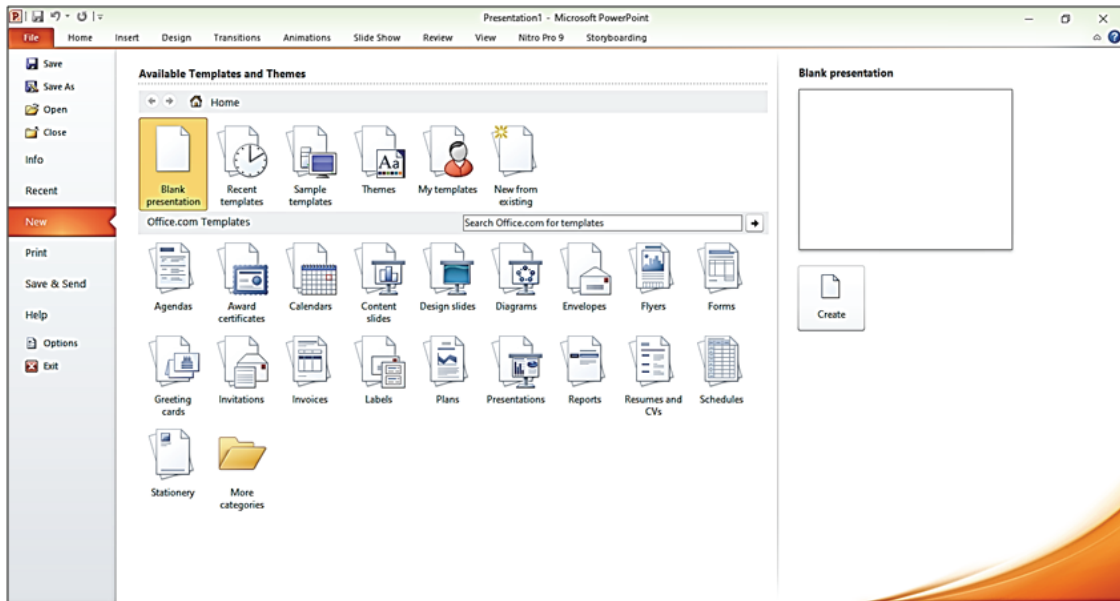 Presentation1 - Microsoft PowerPoint
File Home Insert Design Transitions Animations Slide Show Review View Nitro Pro 9 Storyboarding
Save
Save As
Open
Close
Info
Recent
New
Print
Save & Send
Help
Options
Exit
Available Templates and Themes
Home
Blank presentation
Recent templates
Sample templates
Themes
My templates
New from existing
Office.com Templates
Search Office.com for templates
Agendas
Award certificates
Calendars
Content slides
Design slides
Diagrams
Envelopes
Flyers
Forms
Greeting cards
Invitations
Invoices
Labels
Plans
Presentations
Reports
Resumes and CVs
Schedules
Stationery
More categories
Blank presentation
Create